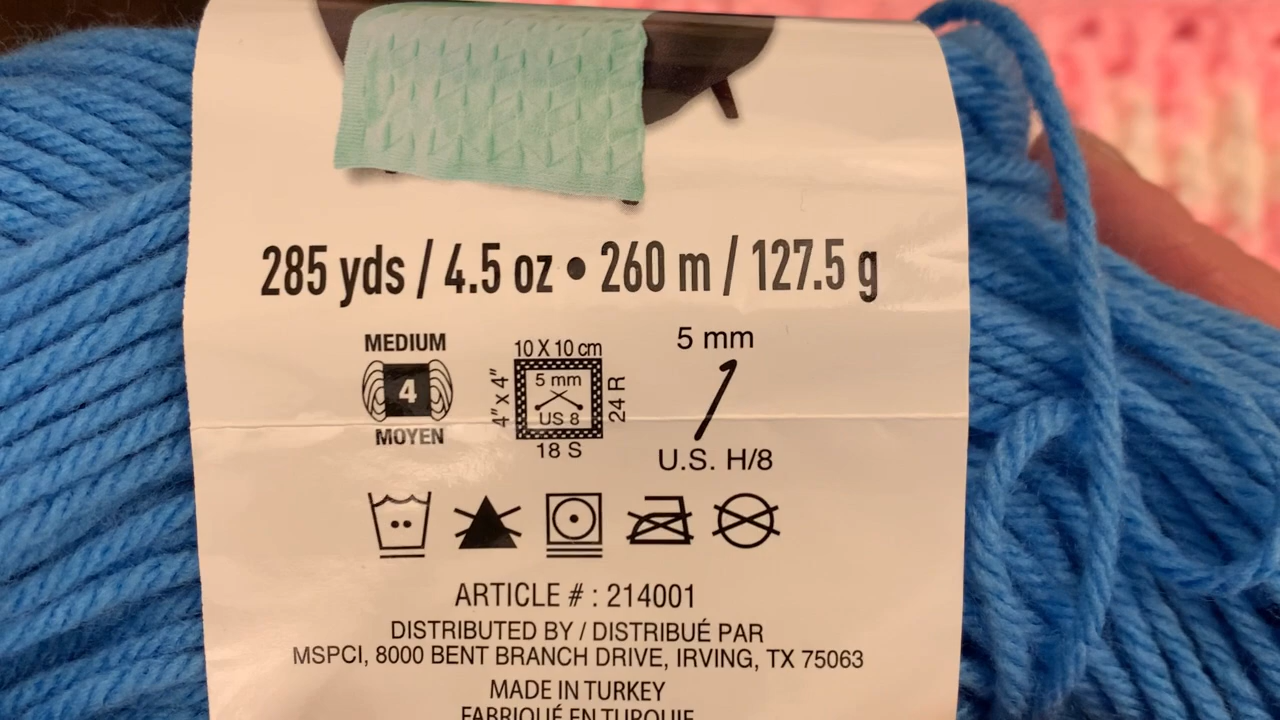 285 yds / 4.5 oz • 260 m / 127.5 g
MEDIUM
4
MOYEN
10 X 10 cm
4" x 4"
5 mm
US 8
24 R
18 S
5 mm
U.S. H/8
ARTICLE # : 214001
DISTRIBUTED BY / DISTRIBUÉ PAR
MSPCI, 8000 BENT BRANCH DRIVE, IRVING, TX 75063
MADE IN TURKEY
FABRIQUÉ EN TURQUIE